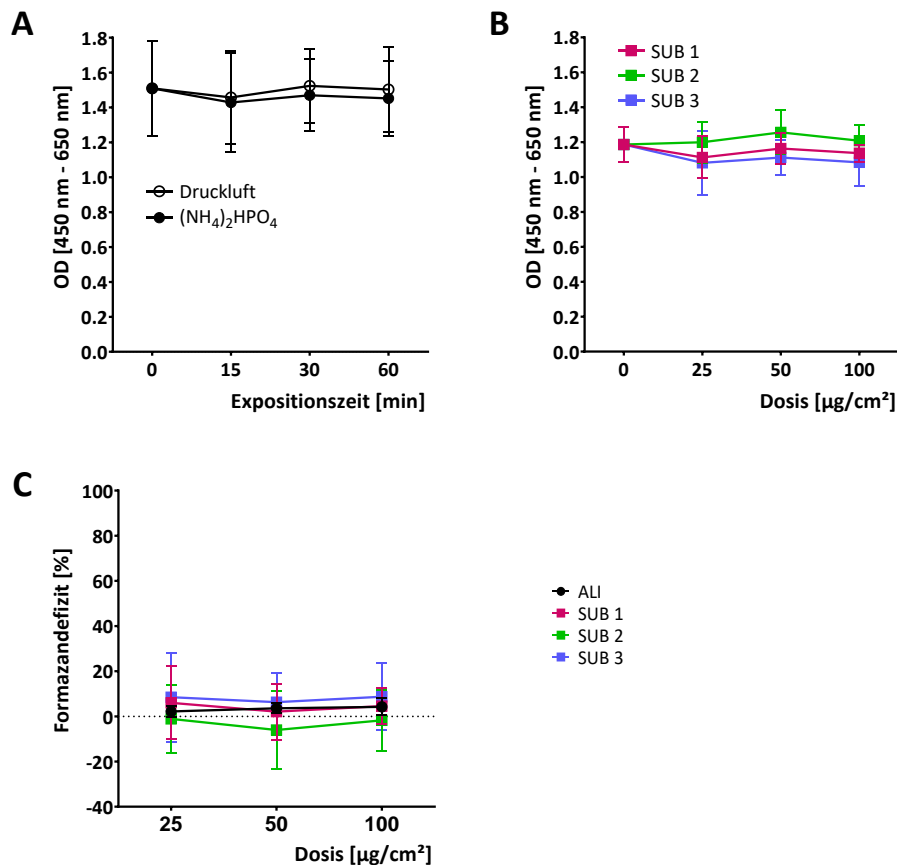 A
OD [450 nm - 650 nm]
1.8
1.6
1.4
1.2
1.0
0.8
0.6
0.4
0.2
0.0
Druckluft
(NH₄)₂HPO₄
0 15 30 60
Expositionszeit [min]
B
OD [450 nm - 650 nm]
1.8
1.6
1.4
1.2
1.0
0.8
0.6
0.4
0.2
0.0
SUB 1
SUB 2
SUB 3
0 25 50 100
Dosis [µg/cm²]
C
Formazandefizit [%]
100
80
60
40
20
0
-20
-40
25 50 100
Dosis [µg/cm²]
ALI
SUB 1
SUB 2
SUB 3